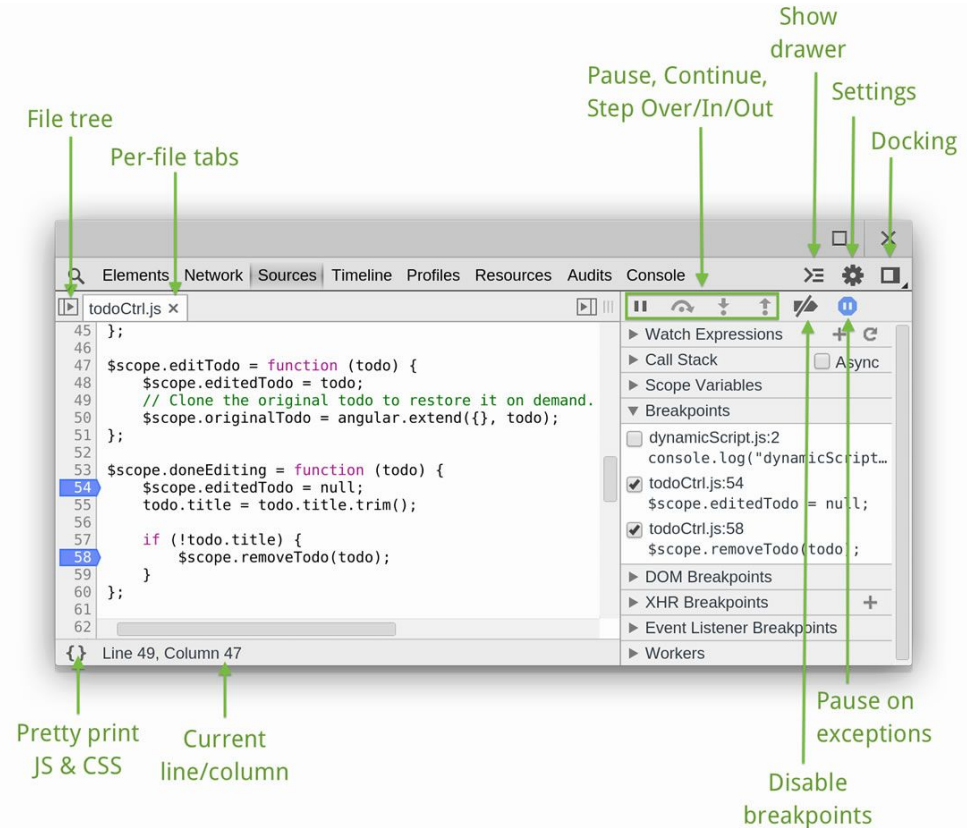 Show
drawer
Pause, Continue,
Step Over/In/Out
Settings
File tree
Docking
Per-file tabs
Elements Network Sources Timeline Profiles Resources Audits Console
todoCtrl.js ×
45 };
46
47 $scope.editTodo = function (todo) {
48 $scope.editedTodo = todo;
49 // Clone the original todo to restore it on demand.
50 $scope.originalTodo = angular.extend({}, todo);
51 };
52
53 $scope.doneEditing = function (todo) {
54 $scope.editedTodo = null;
55 todo.title = todo.title.trim();
56
57 if (!todo.title) {
58 $scope.removeTodo(todo);
59 }
60 };
61
62
{} Line 49, Column 47
Watch Expressions
Call Stack Async
Scope Variables
Breakpoints
dynamicScript.js:2
console.log("dynamicScript…
todoCtrl.js:54
$scope.editedTodo = null;
todoCtrl.js:58
$scope.removeTodo(todo);
DOM Breakpoints
XHR Breakpoints
Event Listener Breakpoints
Workers
Pretty print
JS & CSS
Current
line/column
Pause on
exceptions
Disable
breakpoints